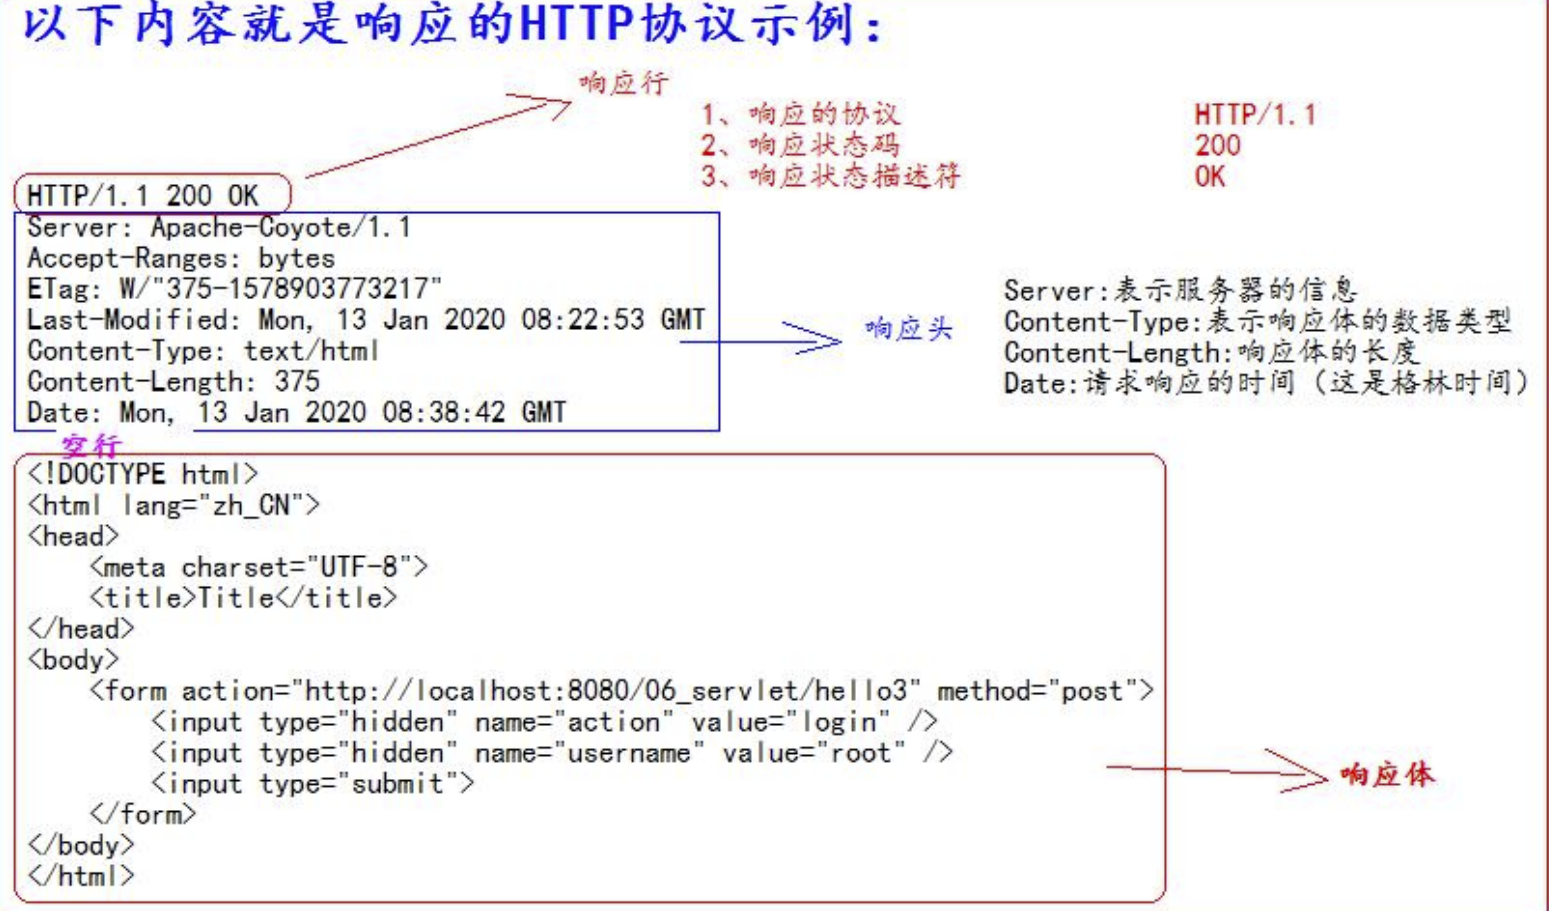 以下内容就是响应的HTTP协议示例：
响应行
1、响应的协议 HTTP/1.1
2、响应状态码 200
3、响应状态描述符 OK
HTTP/1.1 200 OK
Server: Apache-Coyote/1.1
Accept-Ranges: bytes
ETag: W/"375-1578903773217"
Last-Modified: Mon, 13 Jan 2020 08:22:53 GMT
Content-Type: text/html
Content-Length: 375
Date: Mon, 13 Jan 2020 08:38:42 GMT
响应头
Server:表示服务器的信息
Content-Type:表示响应体的数据类型
Content-Length:响应体的长度
Date:请求响应的时间（这是格林时间）
空行
<!DOCTYPE html>
<html lang="zh_CN">
<head>
    <meta charset="UTF-8">
    <title>Title</title>
</head>
<body>
    <form action="http://localhost:8080/06_servlet/hello3" method="post">
        <input type="hidden" name="action" value="login" />
        <input type="hidden" name="username" value="root" />
        <input type="submit">
    </form>
</body>
</html>
响应体